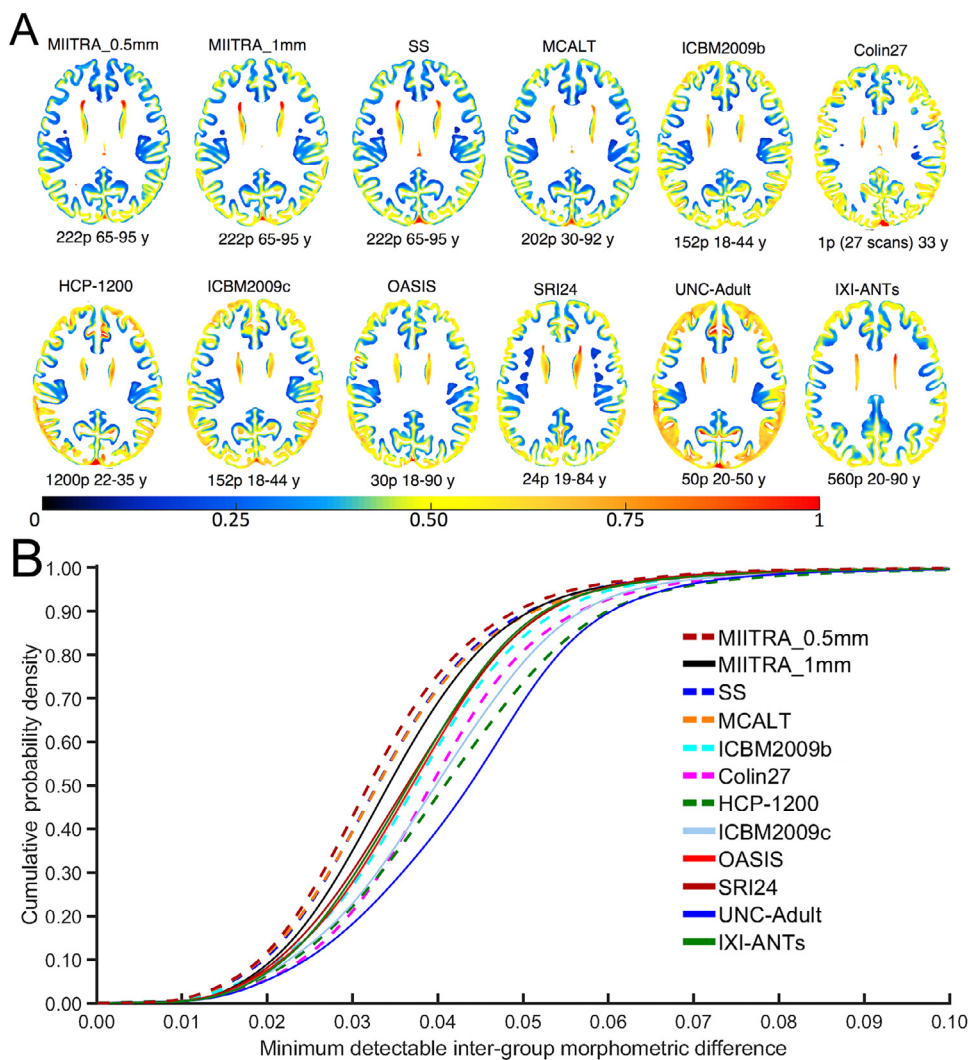 A
MIITRA_0.5mm MIITRA_1mm SS MCALT ICBM2009b Colin27
222p 65-95 y 222p 65-95 y 222p 65-95 y 202p 30-92 y 152p 18-44 y 1p (27 scans) 33 y
HCP-1200 ICBM2009c OASIS SRI24 UNC-Adult IXI-ANTs
1200p 22-35 y 152p 18-44 y 30p 18-90 y 24p 19-84 y 50p 20-50 y 560p 20-90 y
0 0.25 0.50 0.75 1
B
Cumulative probability density
1.00
0.90
0.80
0.70
0.60
0.50
0.40
0.30
0.20
0.10
0.00
MIITRA_0.5mm
MIITRA_1mm
SS
MCALT
ICBM2009b
Colin27
HCP-1200
ICBM2009c
OASIS
SRI24
UNC-Adult
IXI-ANTs
0.00 0.01 0.02 0.03 0.04 0.05 0.06 0.07 0.08 0.09 0.10
Minimum detectable inter-group morphometric difference